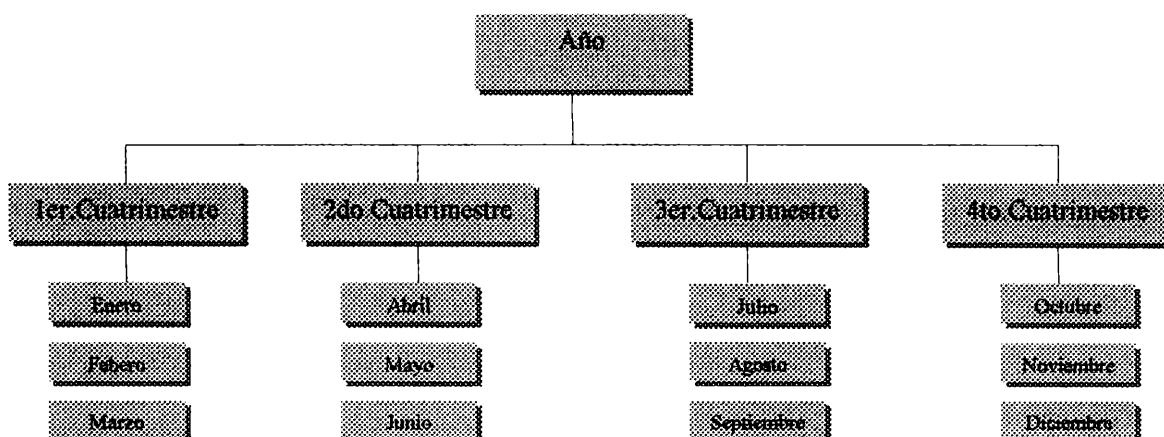 Año
1er.Cuatrimestre
2do Cuatrimestre
3er.Cuatrimestre
4to.Cuatrimestre
Enero
Abril
Julio
Octubre
Febero
Mayo
Agosto
Noviembre
Marzo
Junio
Septiembre
Diciembre